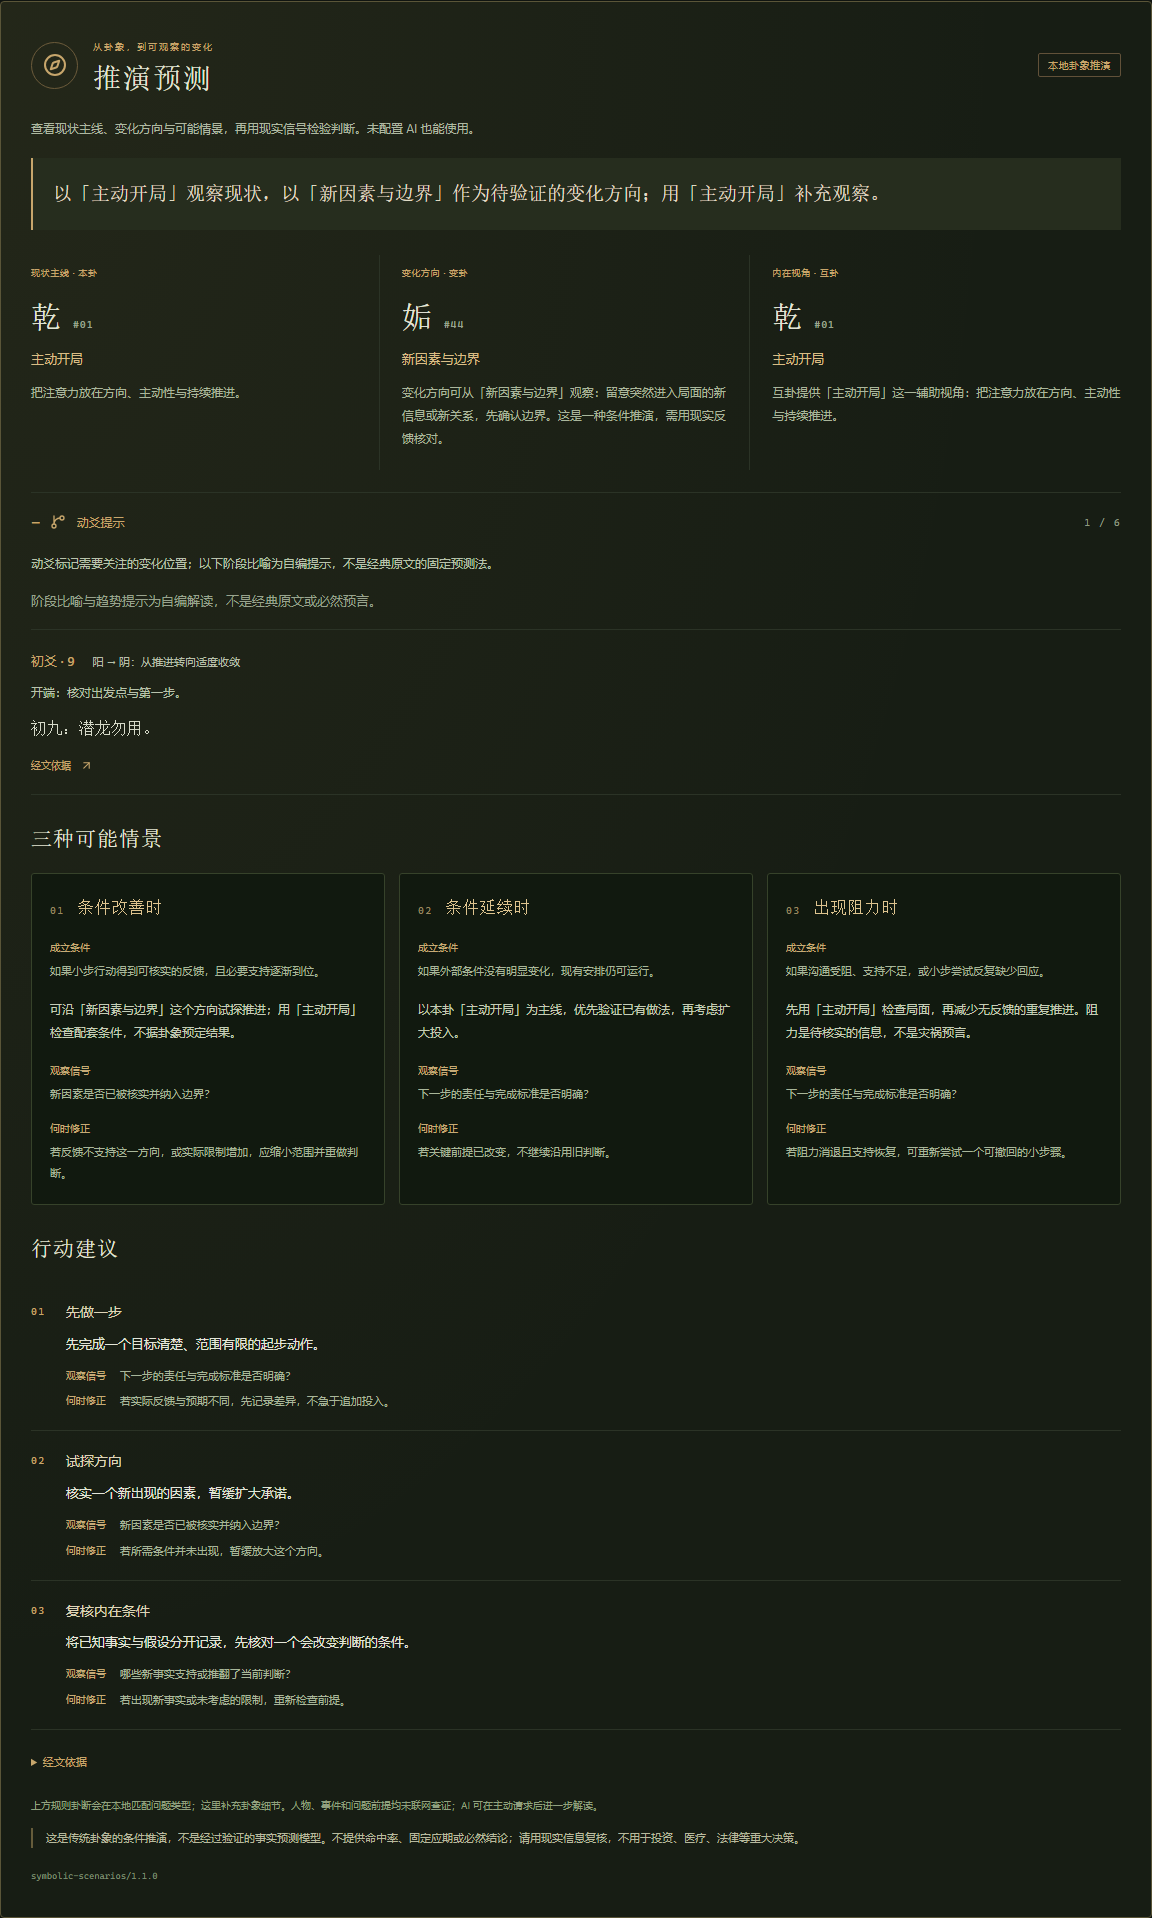 从卦象，到可观察的变化
推演预测
本地卦象推演
查看现状主线、变化方向与可能情景，再用现实信号检验判断。未配置 AI 也能使用。
以「主动开局」观察现状，以「新因素与边界」作为待验证的变化方向；用「主动开局」补充观察。
现状主线 · 本卦
乾 #01
主动开局
把注意力放在方向、主动性与持续推进。
变化方向 · 变卦
姤 #44
新因素与边界
变化方向可从「新因素与边界」观察：留意突然进入局面的新
信息或新关系，先确认边界。这是一种条件推演，需用现实反
馈核对。
内在视角 · 互卦
乾 #01
主动开局
互卦提供「主动开局」这一辅助视角：把注意力放在方向、主动性
与持续推进。
动爻提示
1 / 6
动爻标记需要关注的变化位置；以下阶段比喻为自编提示，不是经典原文的固定预测法。
阶段比喻与趋势提示为自编解读，不是经典原文或必然预言。
初爻 · 9 阳 → 阴：从推进转向适度收敛
开端：核对出发点与第一步。
初九：潜龙勿用。
经文依据
三种可能情景
01 条件改善时
成立条件
如果小步行动得到可核实的反馈，且必要支持逐渐到位。
可沿「新因素与边界」这个方向试探推进；用「主动开局」
检查配套条件，不据卦象预定结果。
观察信号
新因素是否已被核实并纳入边界？
何时修正
若反馈不支持这一方向，或实际限制增加，应缩小范围并重做判
断。
02 条件延续时
成立条件
如果外部条件没有明显变化，现有安排仍可运行。
以本卦「主动开局」为主线，优先验证已有做法，再考虑扩
大投入。
观察信号
下一步的责任与完成标准是否明确？
何时修正
若关键前提已改变，不继续沿用旧判断。
03 出现阻力时
成立条件
如果沟通受阻、支持不足，或小步尝试反复缺少回应。
先用「主动开局」检查局面，再减少无反馈的重复推进。阻
力是待核实的信息，不是灾祸预言。
观察信号
下一步的责任与完成标准是否明确？
何时修正
若阻力消退且支持恢复，可重新尝试一个可撤回的小步骤。
行动建议
01 先做一步
先完成一个目标清楚、范围有限的起步动作。
观察信号 下一步的责任与完成标准是否明确？
何时修正 若实际反馈与预期不同，先记录差异，不急于追加投入。
02 试探方向
核实一个新出现的因素，暂缓扩大承诺。
观察信号 新因素是否已被核实并纳入边界？
何时修正 若所需条件并未出现，暂缓放大这个方向。
03 复核内在条件
将已知事实与假设分开记录，先核对一个会改变判断的条件。
观察信号 哪些新事实支持或推翻了当前判断？
何时修正 若出现新事实或未考虑的限制，重新检查前提。
经文依据
上方规则卦断会在本地匹配问题类型；这里补充卦象细节。人物、事件和问题前提均未联网查证；AI 可在主动请求后进一步解读。
这是传统卦象的条件推演，不是经过验证的事实预测模型。不提供命中率、固定应期或必然结论；请用现实信息复核，不用于投资、医疗、法律等重大决策。
symbolic-scenarios/1.1.0